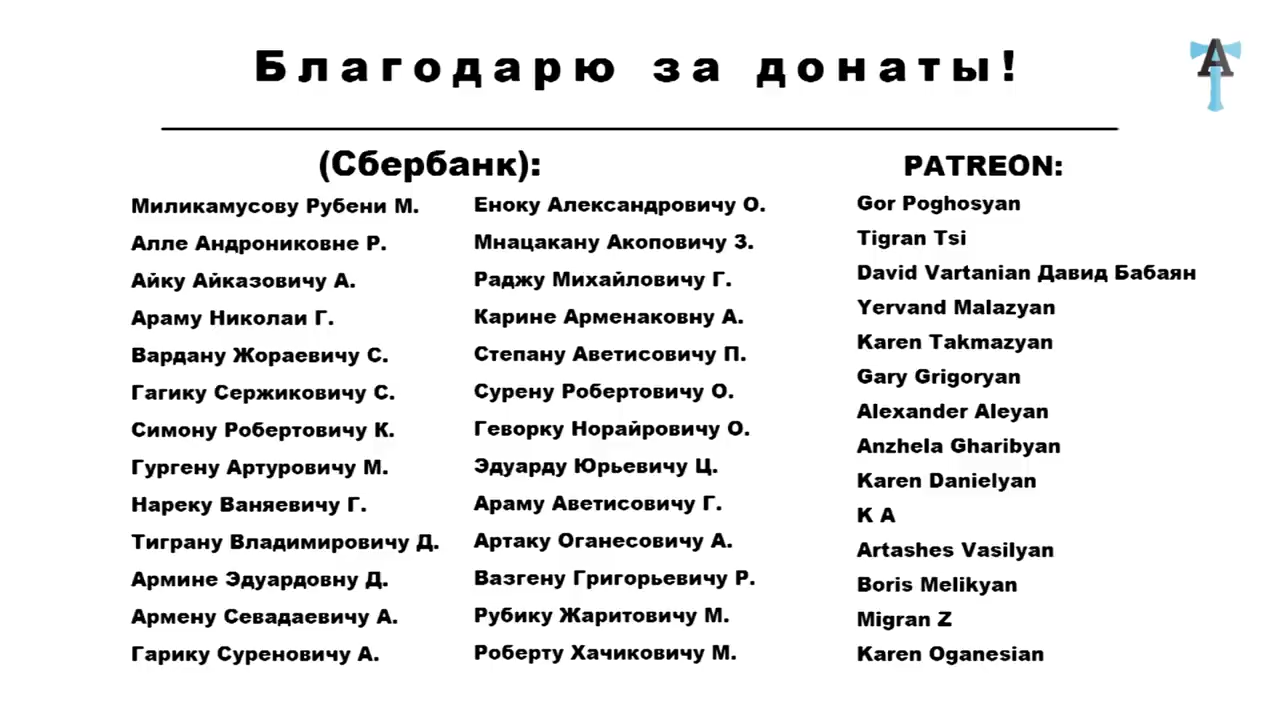 Благодарю за донаты!
A
(Сбербанк):
Миликамусову Рубени М.
Алле Андрониковне Р.
Айку Айказовичу А.
Араму Николаи Г.
Вардану Жораевичу С.
Гагику Сержиковичу С.
Симону Робертовичу К.
Гургену Артуровичу М.
Нареку Ваняевичу Г.
Тиграну Владимировичу Д.
Армине Эдуардовну Д.
Армену Севадаевичу А.
Гарику Суреновичу А.
Еноку Александровичу О.
Мнацакану Акоповичу З.
Раджу Михайловичу Г.
Карине Арменаковну А.
Степану Аветисовичу П.
Сурену Робертовичу О.
Геворку Норайровичу О.
Эдуарду Юрьевичу Ц.
Араму Аветисовичу Г.
Артаку Оганесовичу А.
Вазгену Григорьевичу Р.
Рубику Жаритовичу М.
Роберту Хачиковичу М.
PATREON:
Gor Poghosyan
Tigran Tsi
David Vartanian Давид Бабаян
Yervand Malazyan
Karen Takmazyan
Gary Grigoryan
Alexander Aleyan
Anzhela Gharibyan
Karen Danielyan
K A
Artashes Vasilyan
Boris Melikyan
Migran Z
Karen Oganesian